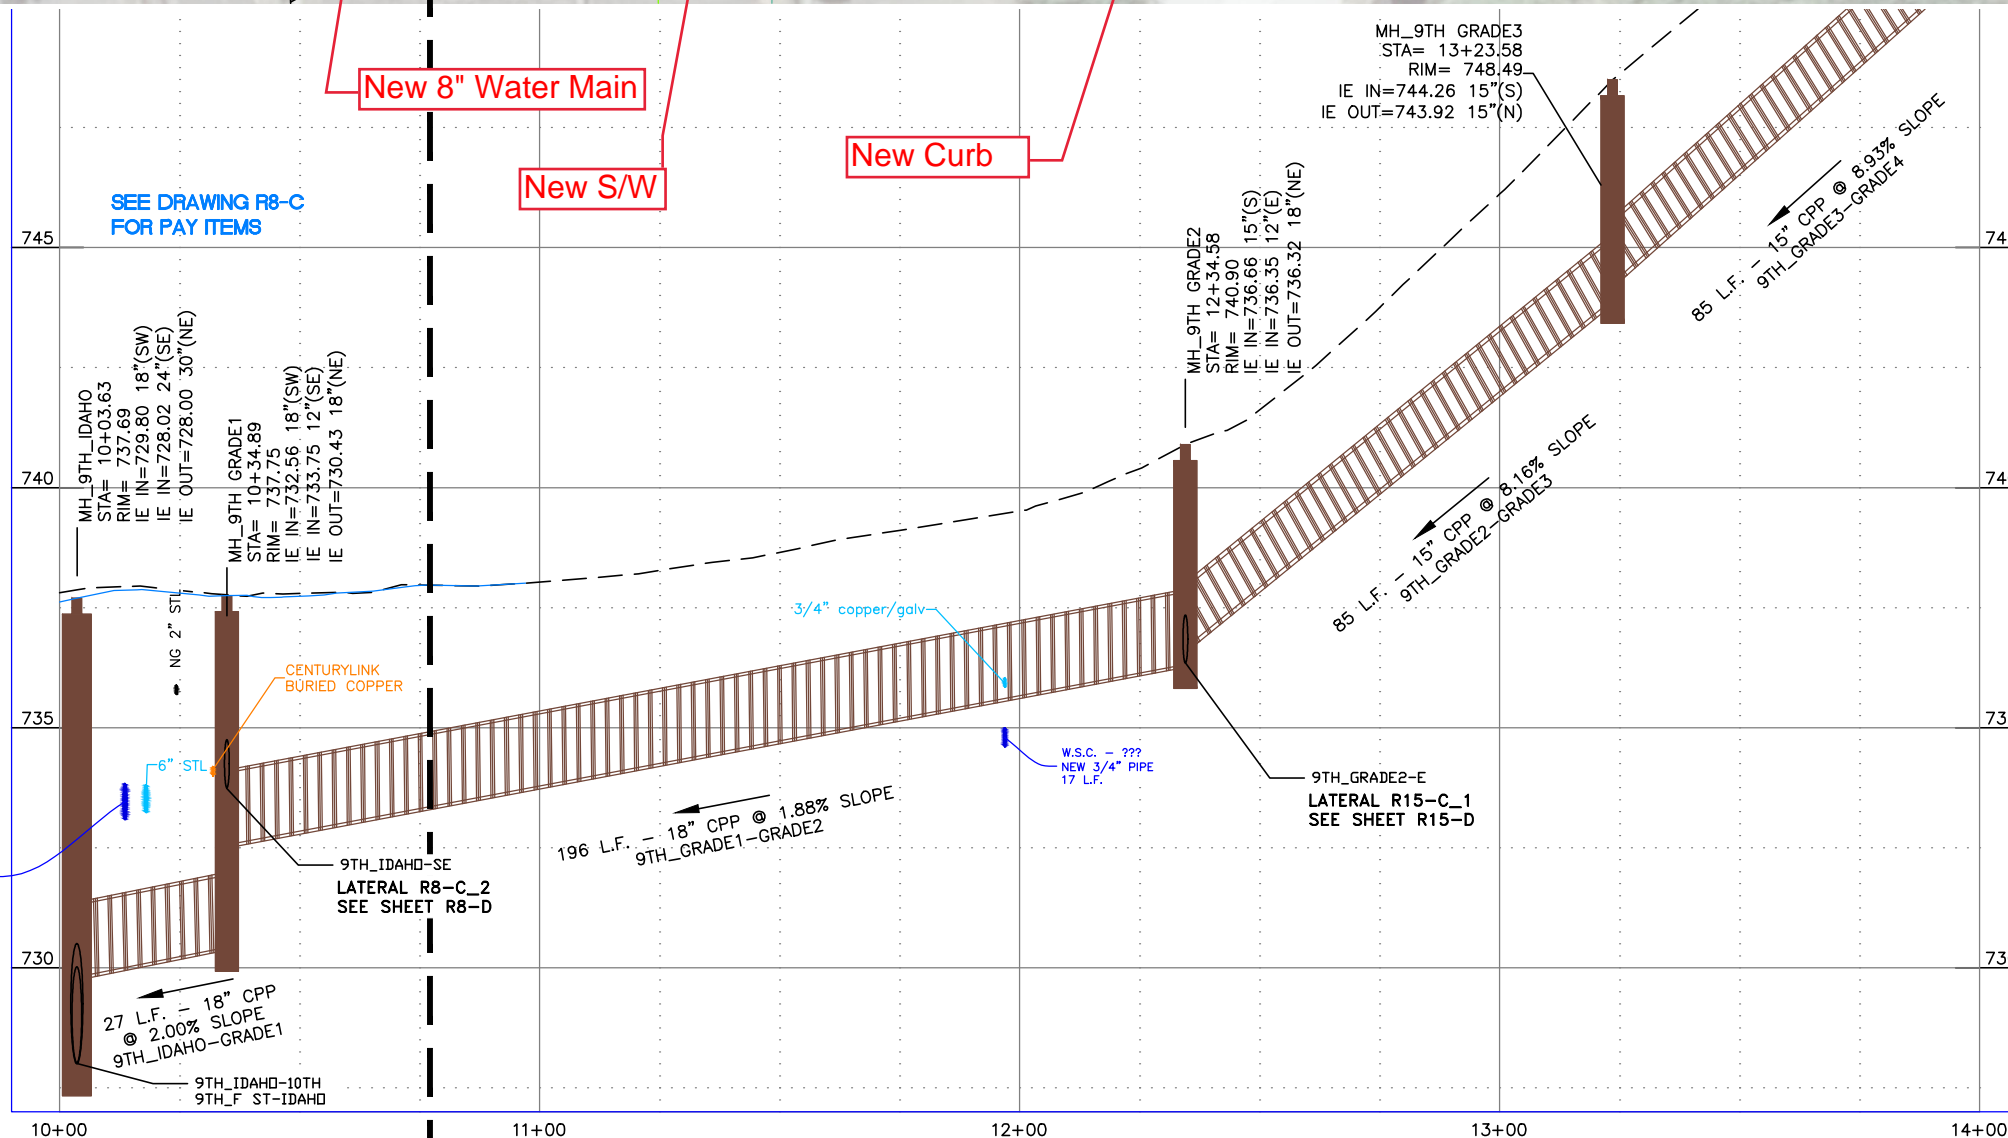 New 8" Water Main
New S/W
New Curb
MH_9TH GRADE3
STA= 13+23.58
RIM= 748.49
IE IN=744.26 15"(S)
IE OUT=743.92 15"(N)
SEE DRAWING R8-C
FOR PAY ITEMS
85 L.F. - 15" CPP @ 8.93% SLOPE
9TH_GRADE3-GRADE4
MH_9TH_IDAHO
STA= 10+03.63
RIM= 737.69
IE IN=729.80 18"(SW)
IE IN=728.02 24"(SE)
IE OUT=728.00 30"(NE)
MH_9TH GRADE1
STA= 10+34.89
RIM= 737.75
IE IN=732.56 18"(SW)
IE IN=733.75 12"(SE)
IE OUT=730.43 18"(NE)
MH_9TH GRADE2
STA= 12+34.58
RIM= 740.90
IE IN=736.66 15"(S)
IE IN=736.35 12"(E)
IE OUT=736.32 18"(NE)
85 L.F. - 15" CPP @ 8.16% SLOPE
9TH_GRADE2-GRADE3
NG 2" STL
CENTURYLINK
BURIED COPPER
3/4" copper/galv
6" STL
W.S.C. - ???
NEW 3/4" PIPE
17 L.F.
9TH_GRADE2-E
LATERAL R15-C_1
SEE SHEET R15-D
196 L.F. - 18" CPP @ 1.88% SLOPE
9TH_GRADE1-GRADE2
9TH_IDAHO-SE
LATERAL R8-C_2
SEE SHEET R8-D
27 L.F. - 18" CPP
@ 2.00% SLOPE
9TH_IDAHO-GRADE1
9TH_IDAHO-10TH
9TH_F ST-IDAHO
745
740
735
730
74
74
73
73
10+00
11+00
12+00
13+00
14+00